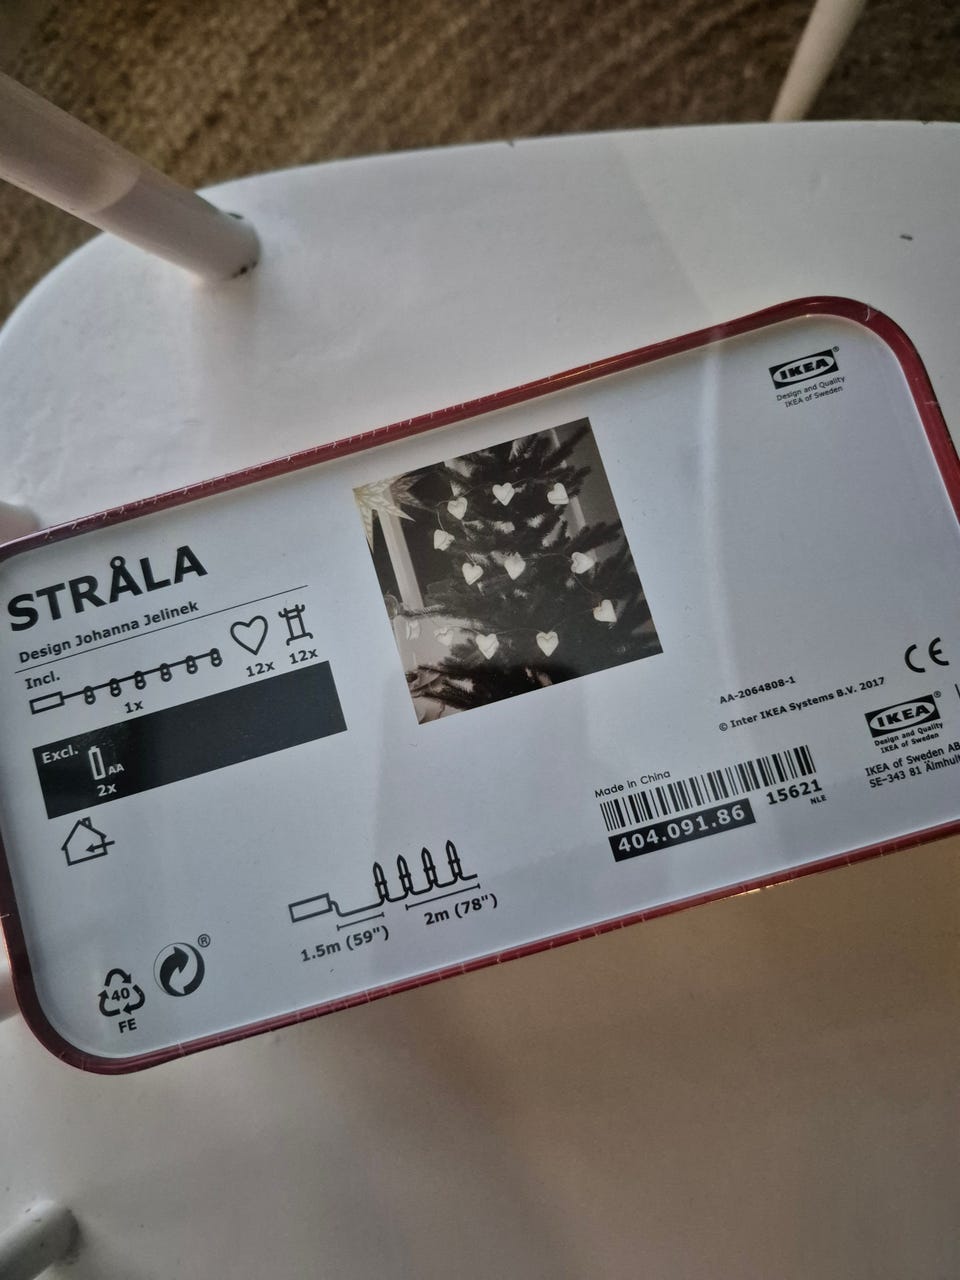 IKEA®
Design and Quality
IKEA of Sweden
STRÅLA
Design Johanna Jelinek
Incl.
1x
12x
12x
Excl.
AA
2x
1.5m (59")
2m (78")
40
FE
®
AA-2064808-1
© Inter IKEA Systems B.V. 2017
CE
IKEA®
Design and Quality
IKEA of Sweden
IKEA of Sweden AB
SE-343 81 Älmhult
Made in China
404.091.86
15621
NLE